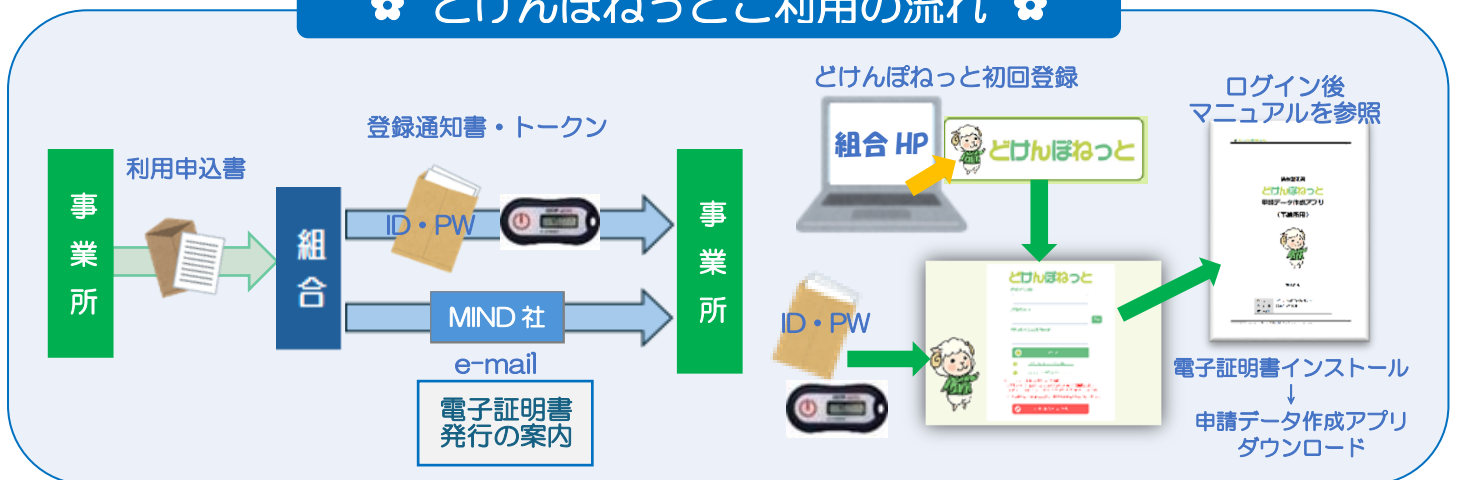 ✿ どけんぽねっとご利用の流れ ✿
利用申込書
事業所
組合
登録通知書・トークン
ID・PW
MIND 社
e-mail
電子証明書
発行の案内
事業所
どけんぽねっと初回登録
組合 HP
どけんぽねっと
ID・PW
どけんぽねっと
ログイン後
マニュアルを参照
どけんぽねっと
申請データ作成アプリ
電子証明書インストール
↓
申請データ作成アプリ
ダウンロード